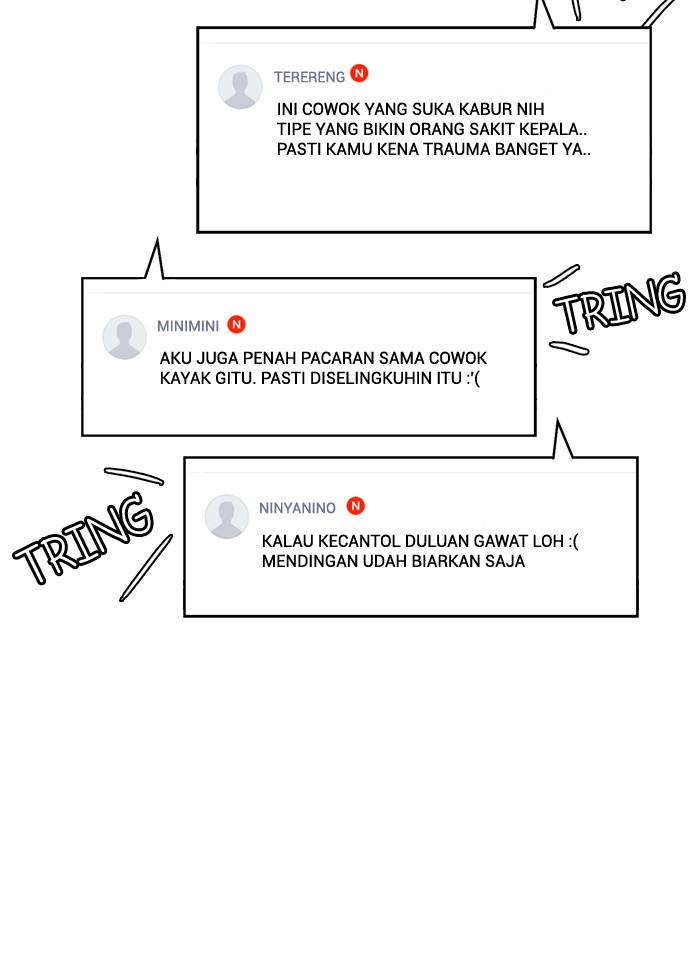 TERERENG N
INI COWOK YANG SUKA KABUR NIH
TIPE YANG BIKIN ORANG SAKIT KEPALA..
PASTI KAMU KENA TRAUMA BANGET YA..
MINIMINI N
AKU JUGA PENAH PACARAN SAMA COWOK
KAYAK GITU. PASTI DISELINGKUHIN ITU :'(
TRING
NINYANINO N
KALAU KECANTOL DULUAN GAWAT LOH :(
MENDINGAN UDAH BIARKAN SAJA
TRING